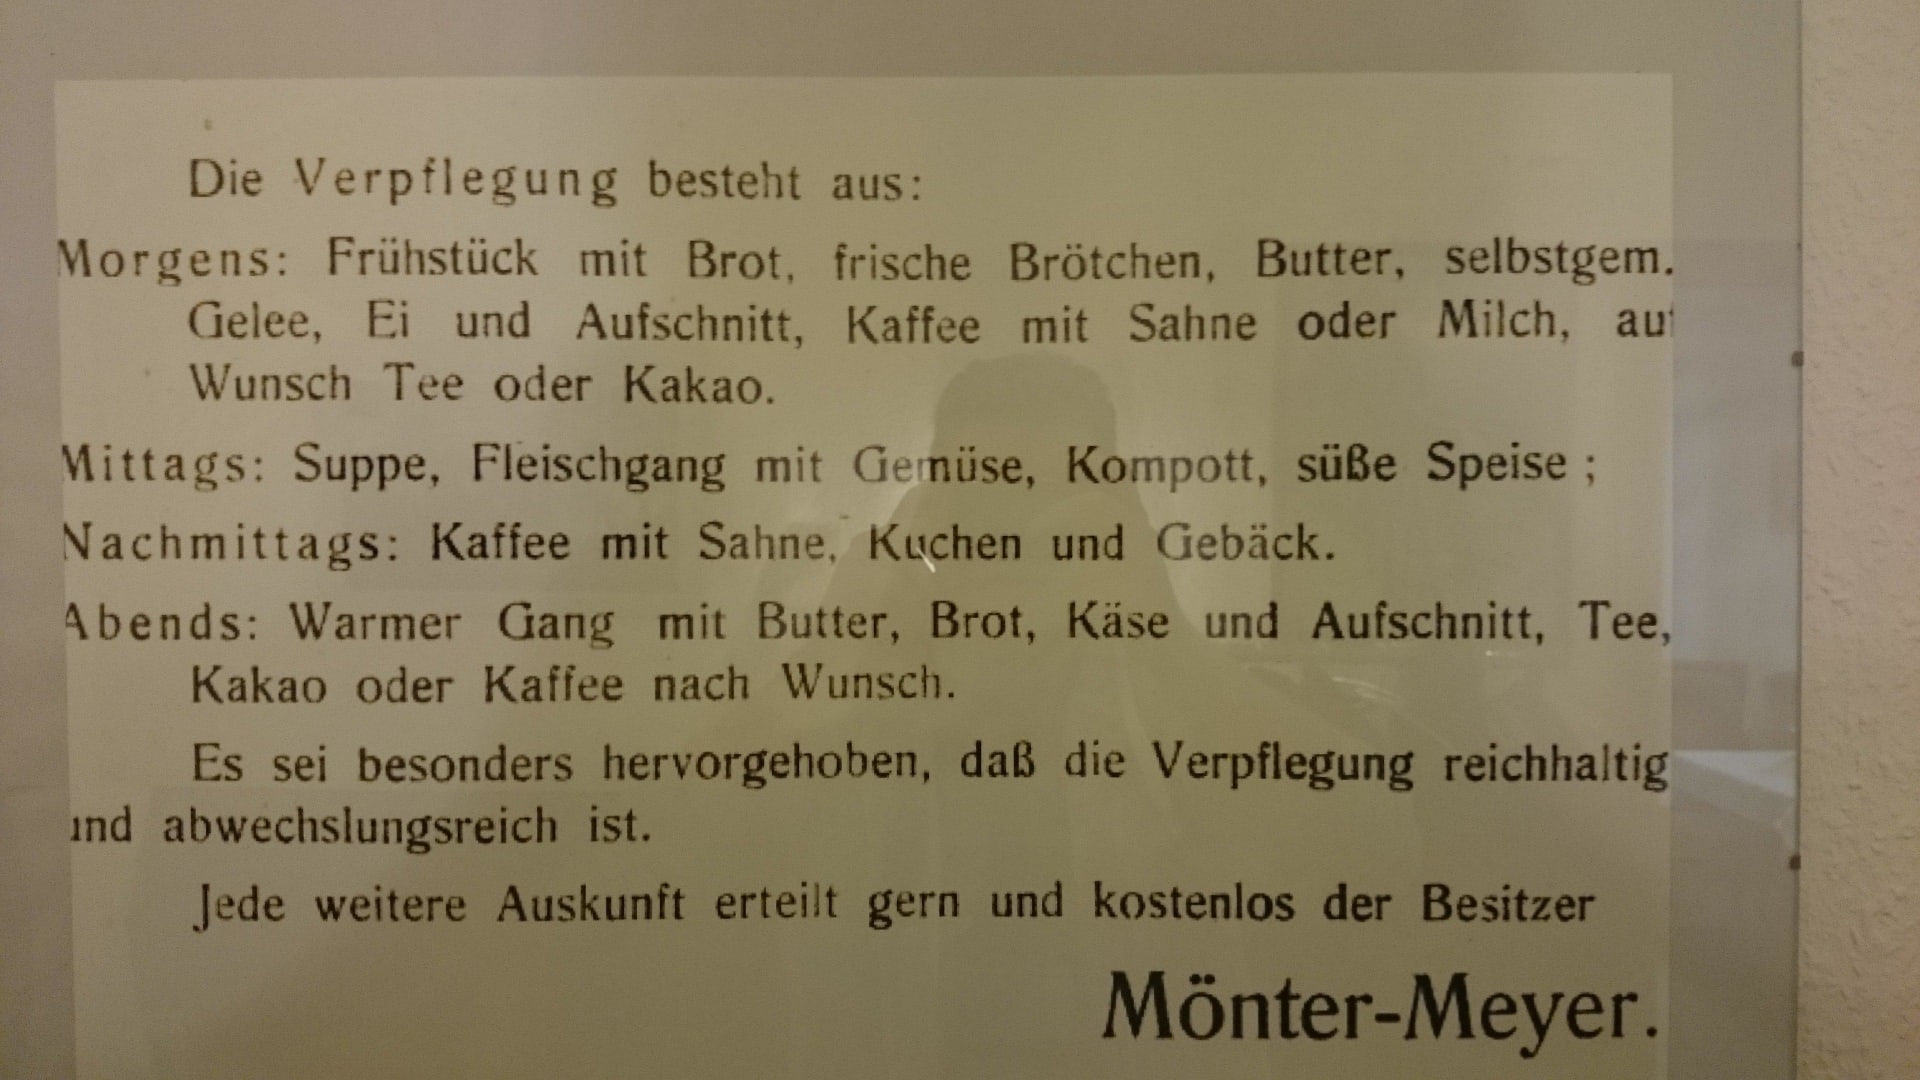 Die Verpflegung besteht aus:
Morgens: Frühstück mit Brot, frische Brötchen, Butter, selbstgem.
Gelee, Ei und Aufschnitt, Kaffee mit Sahne oder Milch, auf
Wunsch Tee oder Kakao.
Mittags: Suppe, Fleischgang mit Gemüse, Kompott, süße Speise ;
Nachmittags: Kaffee mit Sahne, Kuchen und Gebäck.
Abends: Warmer Gang mit Butter, Brot, Käse und Aufschnitt, Tee,
Kakao oder Kaffee nach Wunsch.
Es sei besonders hervorgehoben, daß die Verpflegung reichhaltig
und abwechslungsreich ist.
Jede weitere Auskunft erteilt gern und kostenlos der Besitzer
Mönter-Meyer.